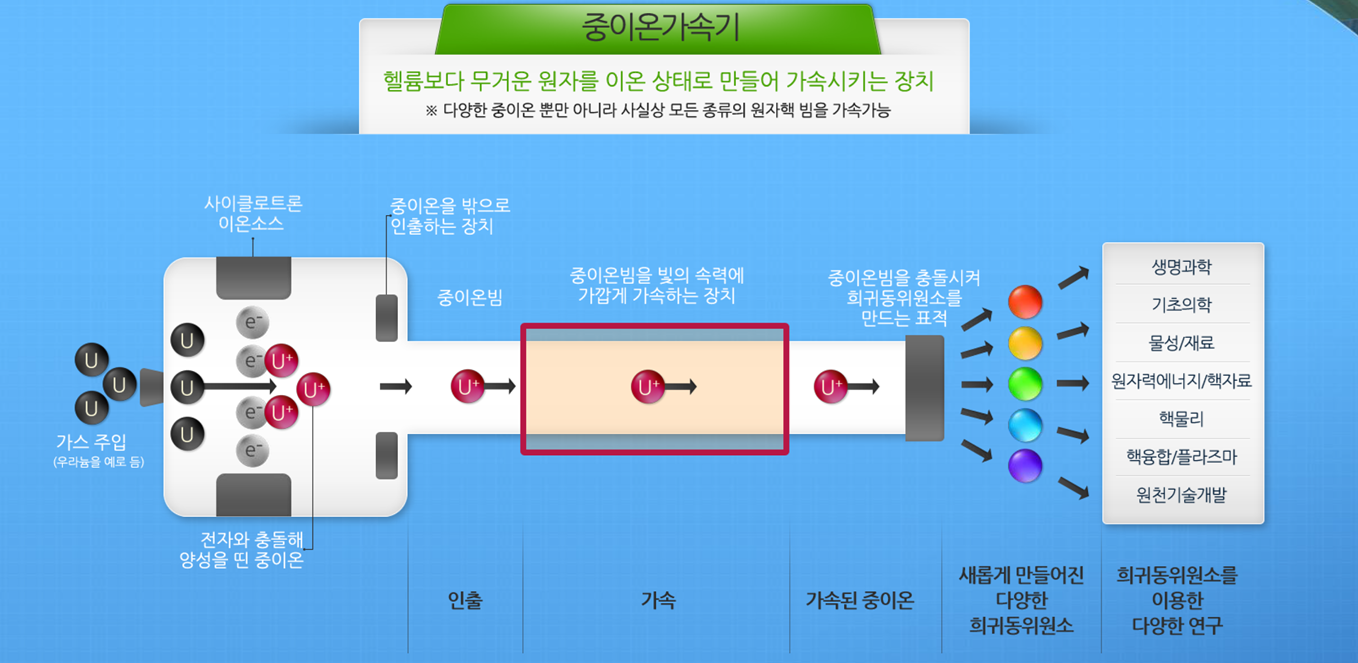 중이온가속기
헬륨보다 무거운 원자를 이온 상태로 만들어 가속시키는 장치
※ 다양한 중이온 뿐만 아니라 사실상 모든 종류의 원자핵 빔을 가속가능
사이클로트론
이온소스
중이온을 밖으로
인출하는 장치
중이온빔
중이온빔을 빛의 속력에
가깝게 가속하는 장치
중이온빔을 충돌시켜
희귀동위원소를
만드는 표적
U
U
U
가스 주입
(우라늄을 예로 듬)
U
U
U
e-
e-
e-
e-
U+
U+
U+
U+
U+
U+
전자와 충돌해
양성을 띤 중이온
생명과학
기초의학
물성/재료
원자력에너지/핵자료
핵물리
핵융합/플라즈마
원천기술개발
인출
가속
가속된 중이온
새롭게 만들어진
다양한
희귀동위원소
희귀동위원소를
이용한
다양한 연구